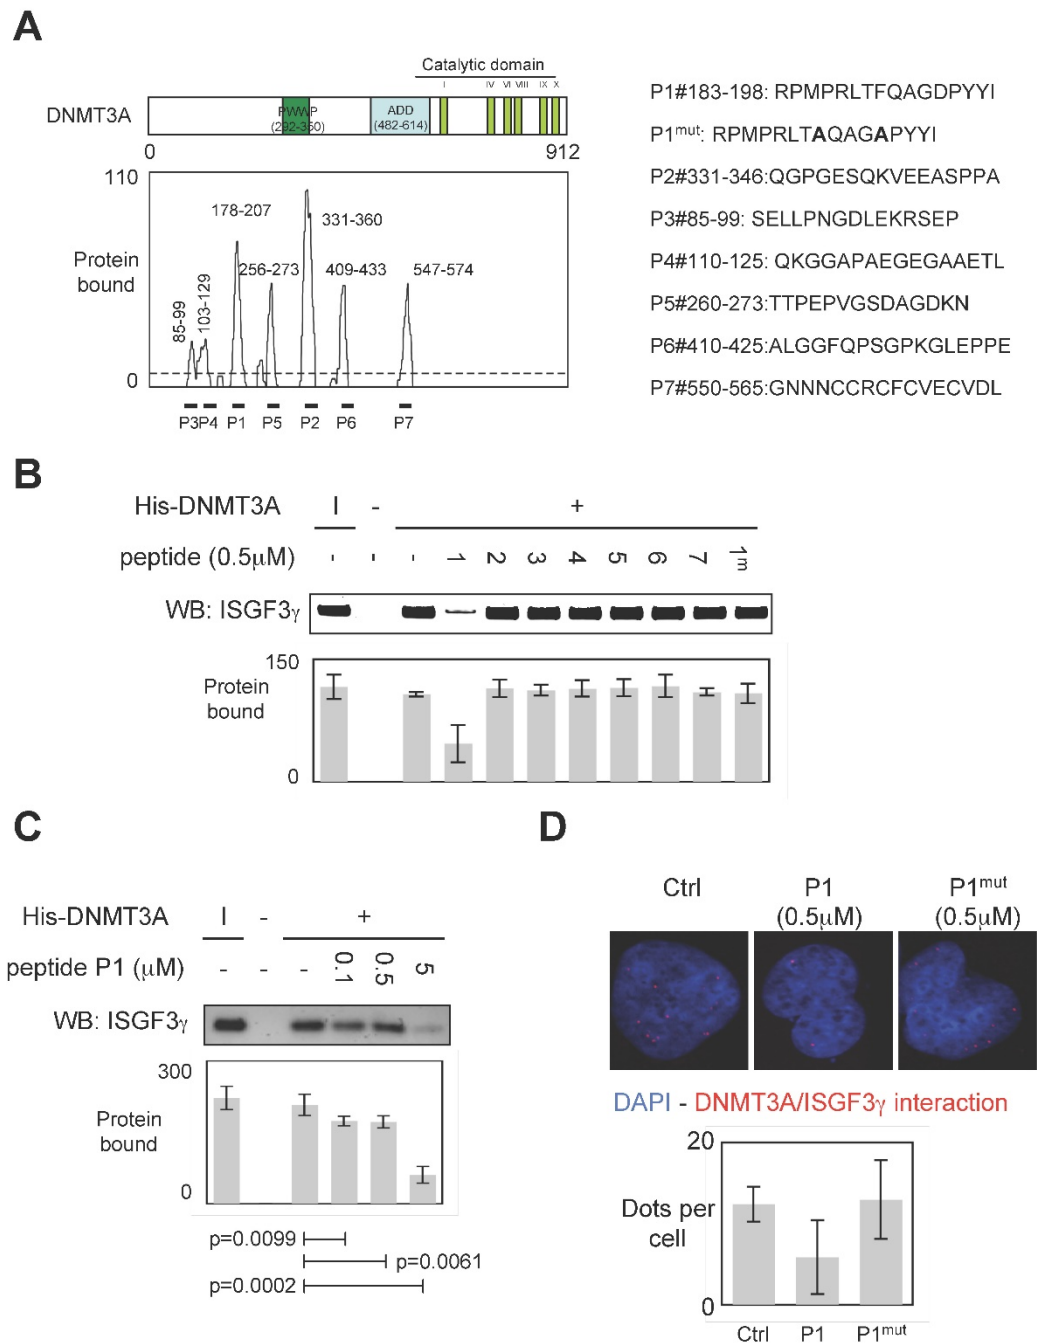 A
Catalytic domain
I IV VI VIII IX X
DNMT3A
PWWP
(292-350)
ADD
(482-614)
0 912
110
Protein
bound
0
85-99
103-129
178-207
256-273
331-360
409-433
547-574
P3 P4 P1 P5 P2 P6 P7
P1#183-198: RPMPRLTFQAGDPYYI
P1mut: RPMPRLTAQAGAPYYI
P2#331-346:QGPGESQKVEEASPPA
P3#85-99: SELLPNGDLEKRSEP
P4#110-125: QKGGAPAEGEGAAETL
P5#260-273:TTPEPVGSDAGDKN
P6#410-425:ALGGFQPSGPKGLEPPE
P7#550-565:GNNNCCRCFCVECVDL
B
His-DNMT3A I - +
peptide (0.5µM) - - - 1 2 3 4 5 6 7 1m
WB: ISGF3γ
150
Protein
bound
0
C
His-DNMT3A I - +
peptide P1 (µM) - - - 0.1 0.5 5
WB: ISGF3γ
300
Protein
bound
0
p=0.0099
p=0.0061
p=0.0002
D
Ctrl P1 P1mut
(0.5µM) (0.5µM)
DAPI - DNMT3A/ISGF3γ interaction
20
Dots per
cell
0
Ctrl P1 P1mut